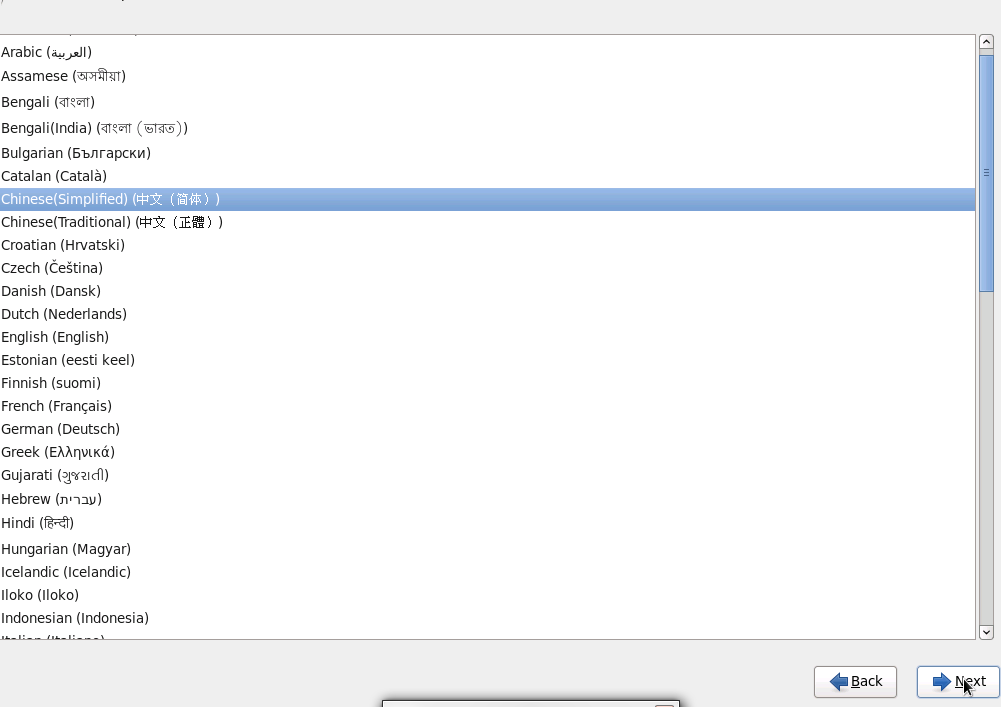 Arabic (العربية)
Assamese (অসমীয়া)
Bengali (বাংলা)
Bengali(India) (বাংলা (ভারত))
Bulgarian (Български)
Catalan (Català)
Chinese(Simplified) (中文（简体）)
Chinese(Traditional) (中文（正體）)
Croatian (Hrvatski)
Czech (Čeština)
Danish (Dansk)
Dutch (Nederlands)
English (English)
Estonian (eesti keel)
Finnish (suomi)
French (Français)
German (Deutsch)
Greek (Ελληνικά)
Gujarati (ગુજરાતી)
Hebrew (עברית)
Hindi (हिन्दी)
Hungarian (Magyar)
Icelandic (Icelandic)
Iloko (Iloko)
Indonesian (Indonesia)
Italian (Italiano)
Back
Next